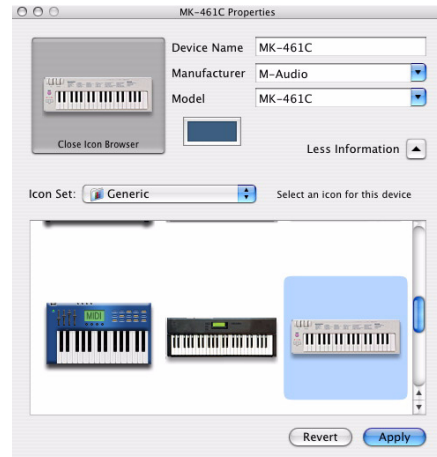 MK-461C Properties
Device Name MK-461C
Manufacturer M-Audio
Model MK-461C
Close Icon Browser
Less Information
Icon Set: Generic Select an icon for this device
MIDI
Revert Apply